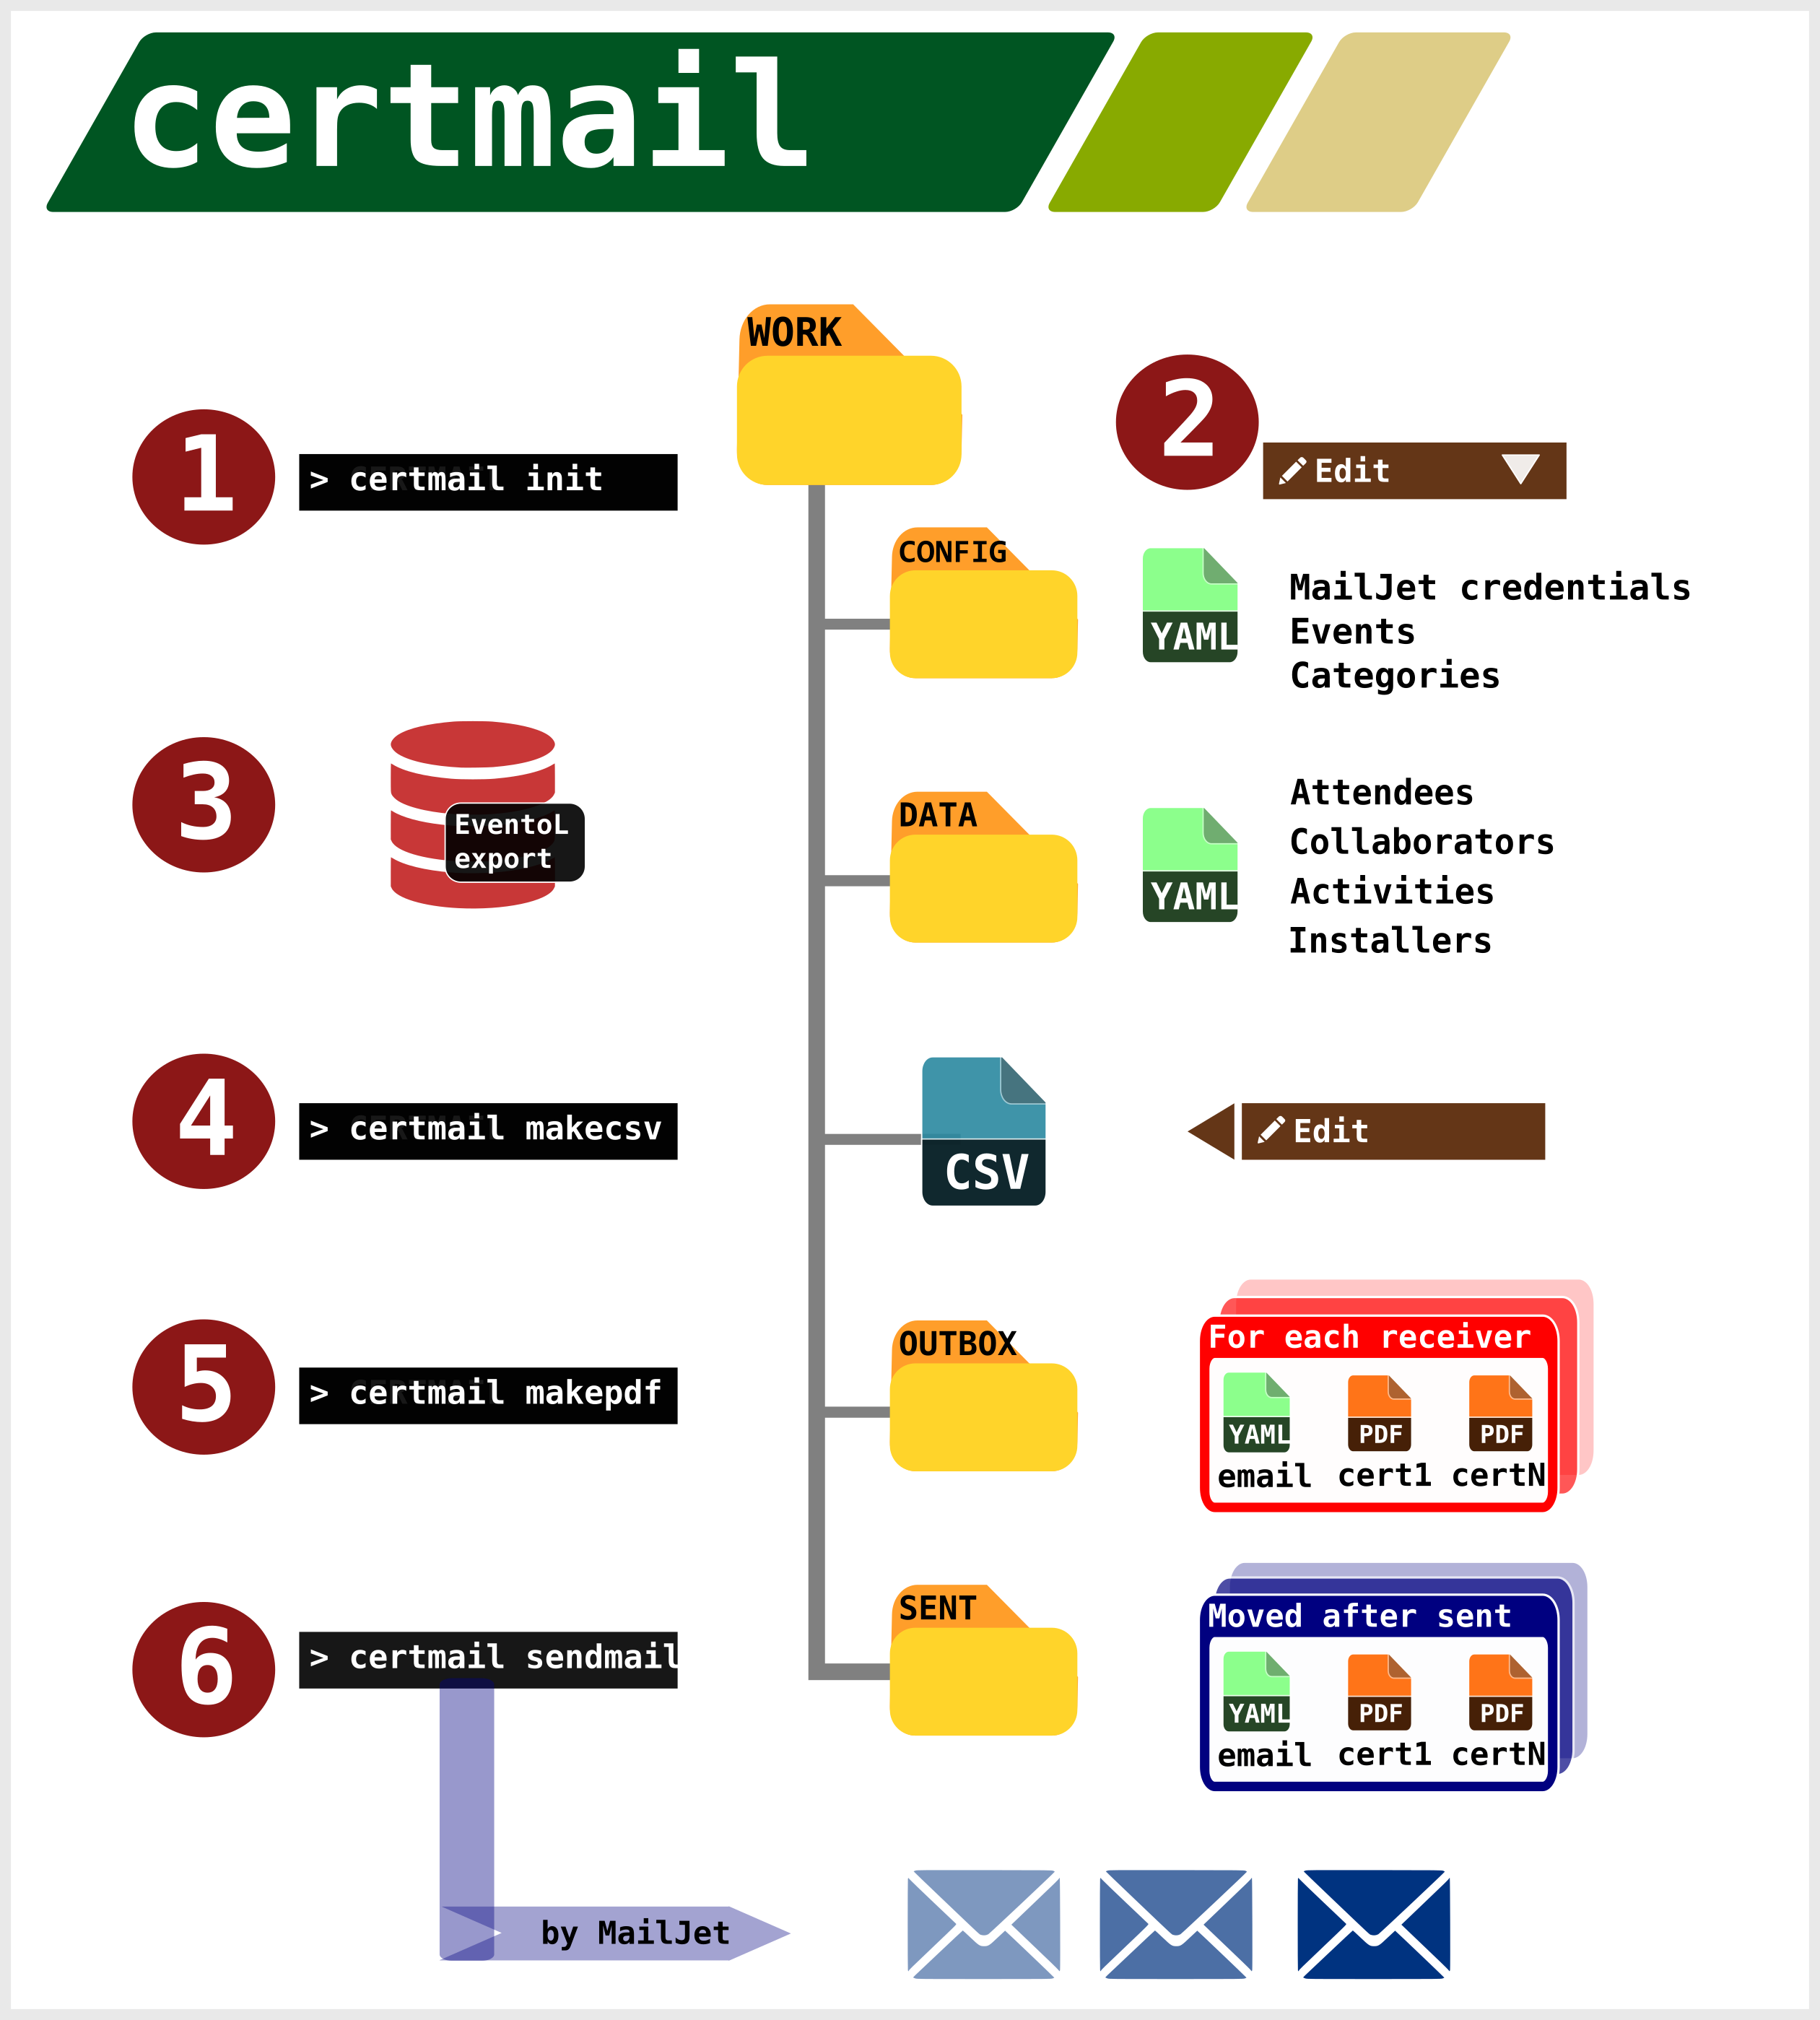 certmail
WORK
1
> certmail init
2
Edit
CONFIG
YAML
MailJet credentials
Events
Categories
3
EventoL
export
DATA
YAML
Attendees
Collaborators
Activities
Installers
4
> certmail makecsv
CSV
Edit
5
> certmail makepdf
OUTBOX
For each receiver
YAML PDF PDF
email cert1 certN
6
> certmail sendmail
SENT
Moved after sent
YAML PDF PDF
email cert1 certN
by MailJet